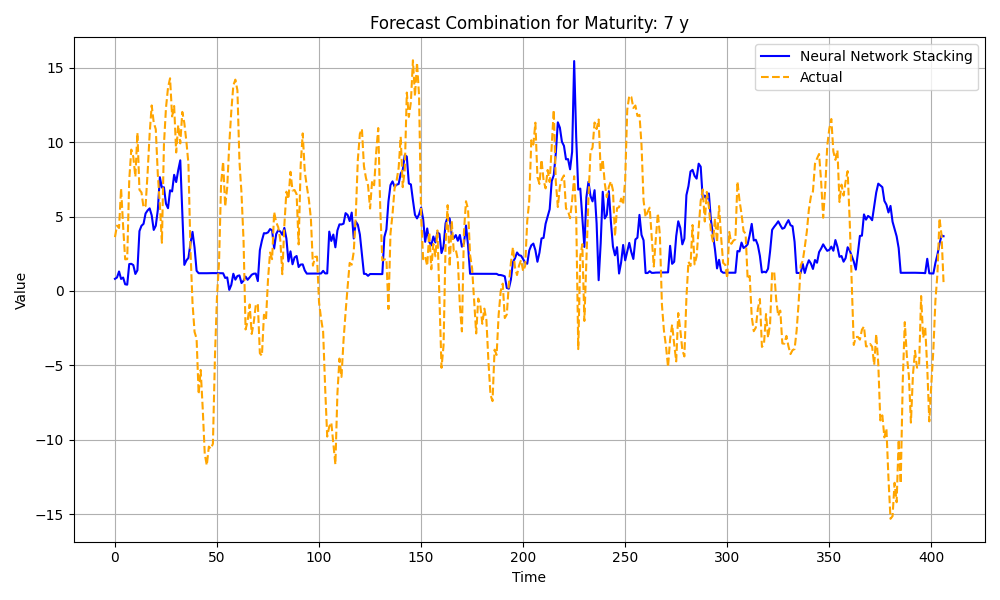 Forecast Combination for Maturity: 7 y
Neural Network Stacking
Actual
Value
15
10
5
0
−5
−10
−15
0 50 100 150 200 250 300 350 400
Time